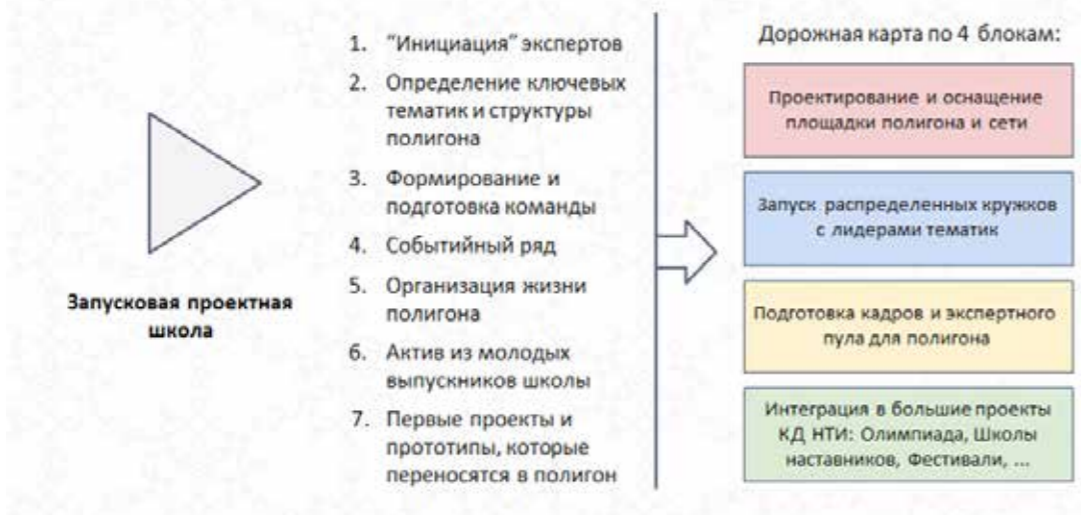 Запусковая проектная
школа
1. "Инициация" экспертов
2. Определение ключевых
тематик и структуры
полигона
3. Формирование и
подготовка команды
4. Событийный ряд
5. Организация жизни
полигона
6. Актив из молодых
выпускников школы
7. Первые проекты и
прототипы, которые
переносятся в полигон
Дорожная карта по 4 блокам:
Проектирование и оснащение
площадки полигона и сети
Запуск распределенных кружков
с лидерами тематик
Подготовка кадров и экспертного
пула для полигона
Интеграция в большие проекты
КД НТИ: Олимпиада, Школы
наставников, Фестивали, ...